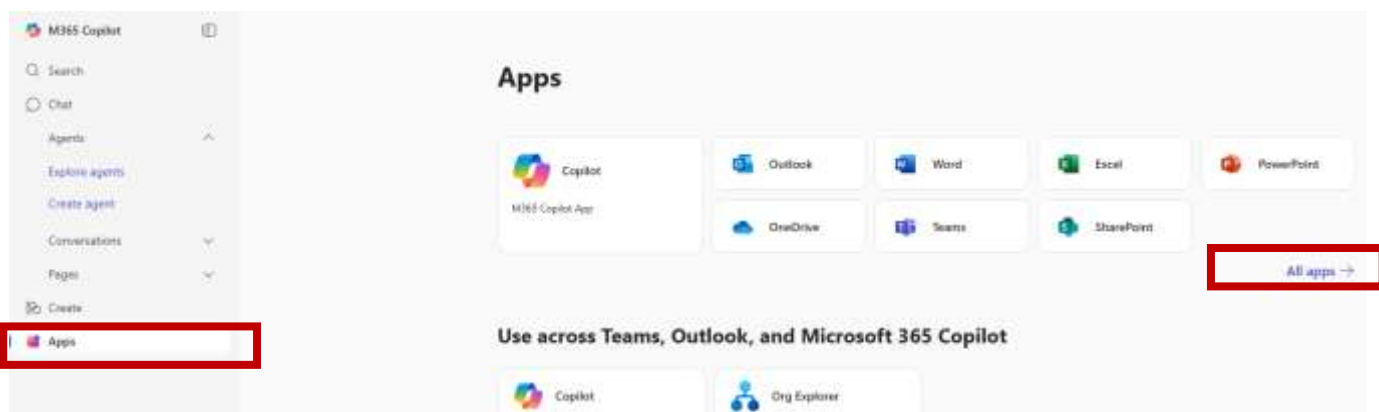 M365 Copilot
Search
Chat
Agents
Explore agents
Create agent
Conversations
Pages
Create
Apps
Apps
Copilot
M365 Copilot App
Outlook
Word
Excel
PowerPoint
OneDrive
Teams
SharePoint
All apps →
Use across Teams, Outlook, and Microsoft 365 Copilot
Copilot
Org Explorer